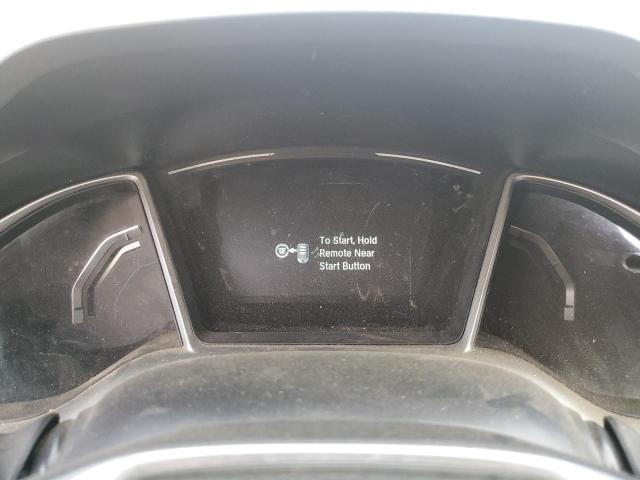 To Start, Hold
Remote Near
Start Button